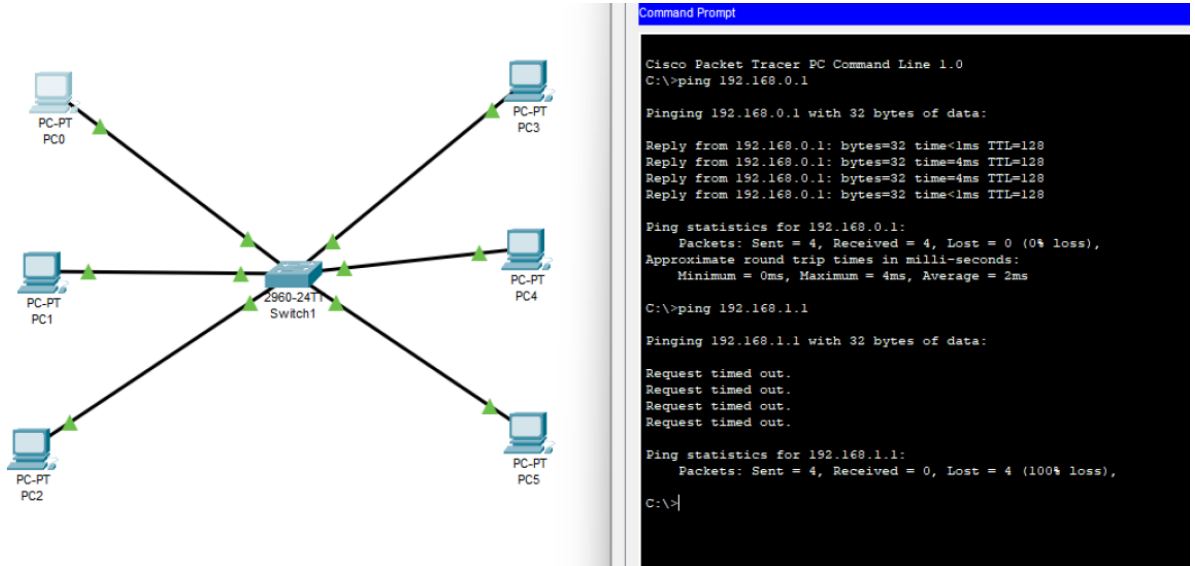 PC-PT
PC0
PC-PT
PC3
PC-PT
PC1
2960-24TT
Switch1
PC-PT
PC4
PC-PT
PC2
PC-PT
PC5
Command Prompt
Cisco Packet Tracer PC Command Line 1.0
C:\>ping 192.168.0.1
Pinging 192.168.0.1 with 32 bytes of data:
Reply from 192.168.0.1: bytes=32 time<1ms TTL=128
Reply from 192.168.0.1: bytes=32 time=4ms TTL=128
Reply from 192.168.0.1: bytes=32 time=4ms TTL=128
Reply from 192.168.0.1: bytes=32 time<1ms TTL=128
Ping statistics for 192.168.0.1:
Packets: Sent = 4, Received = 4, Lost = 0 (0% loss),
Approximate round trip times in milli-seconds:
Minimum = 0ms, Maximum = 4ms, Average = 2ms
C:\>ping 192.168.1.1
Pinging 192.168.1.1 with 32 bytes of data:
Request timed out.
Request timed out.
Request timed out.
Request timed out.
Ping statistics for 192.168.1.1:
Packets: Sent = 4, Received = 0, Lost = 4 (100% loss),
C:\>